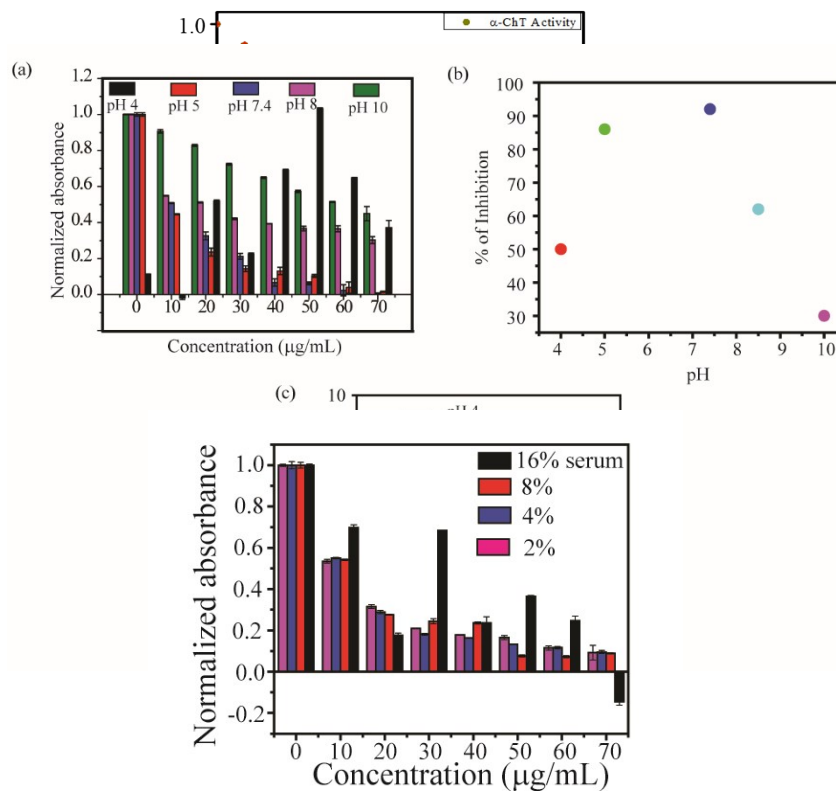 1.0
α-ChT Activity
(a)
1.2
pH 4
pH 5
pH 7.4
pH 8
pH 10
1.0
0.8
0.6
0.4
0.2
0.0
Normalized absorbance
0 10 20 30 40 50 60 70
Concentration (μg/mL)
(b)
100
90
80
70
60
50
40
30
% of Inhibition
4 5 6 7 8 9 10
pH
(c)
10
16% serum
8%
4%
2%
1.0
0.8
0.6
0.4
0.2
0.0
-0.2
Normalized absorbance
0 10 20 30 40 50 60 70
Concentration (μg/mL)